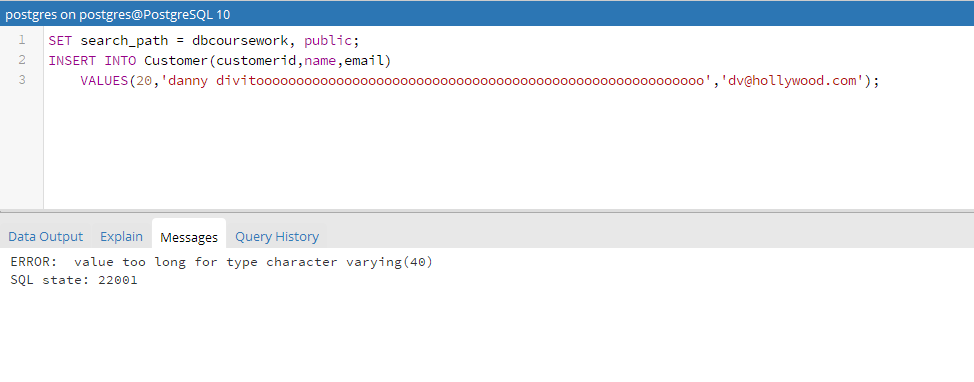 postgres on postgres@PostgreSQL 10
1 SET search_path = dbcoursework, public;
2 INSERT INTO Customer(customerid,name,email)
3 VALUES(20,'danny divitoooooooooooooooooooooooooooooooooooooooooooooooooooooooo','dv@hollywood.com');
Data Output Explain Messages Query History
ERROR: value too long for type character varying(40)
SQL state: 22001